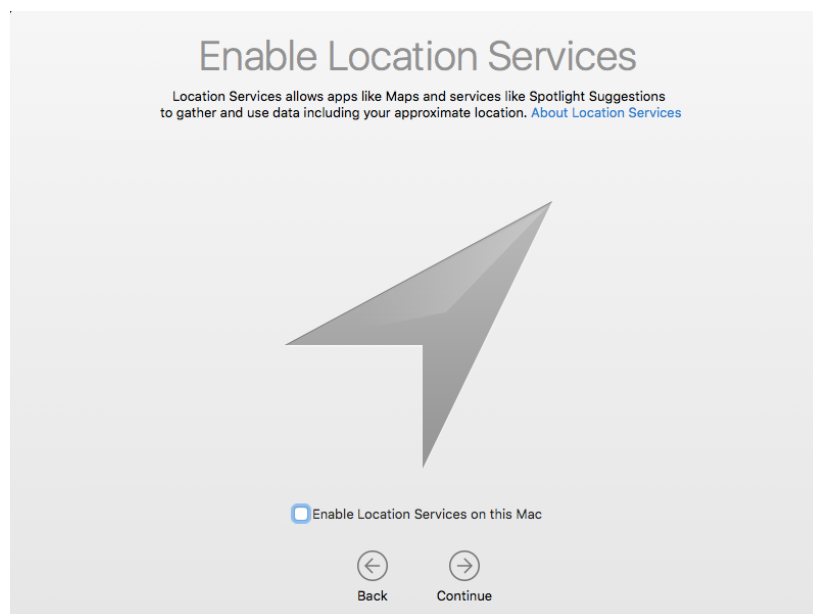 Enable Location Services
Location Services allows apps like Maps and services like Spotlight Suggestions
to gather and use data including your approximate location. About Location Services
Enable Location Services on this Mac
Back
Continue